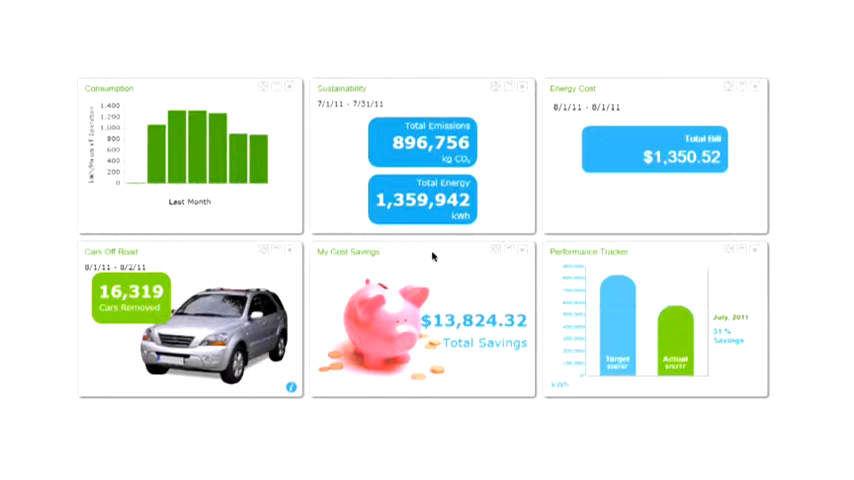 Consumption
1,400
1,200
1,000
800
600
400
200
0
Last Month
Sustainability
7/1/11 - 7/31/11
Total Emissions
896,756
kg CO₂
Total Energy
1,359,942
kWh
Energy Cost
8/1/11 - 8/1/11
Total Bill
$1,350.52
Cars Off Road
8/1/11 - 8/2/11
16,319
Cars Removed
i
My Cost Savings
$13,824.32
Total Savings
Performance Tracker
July, 2011
31 %
Savings
Target
Actual
kWh